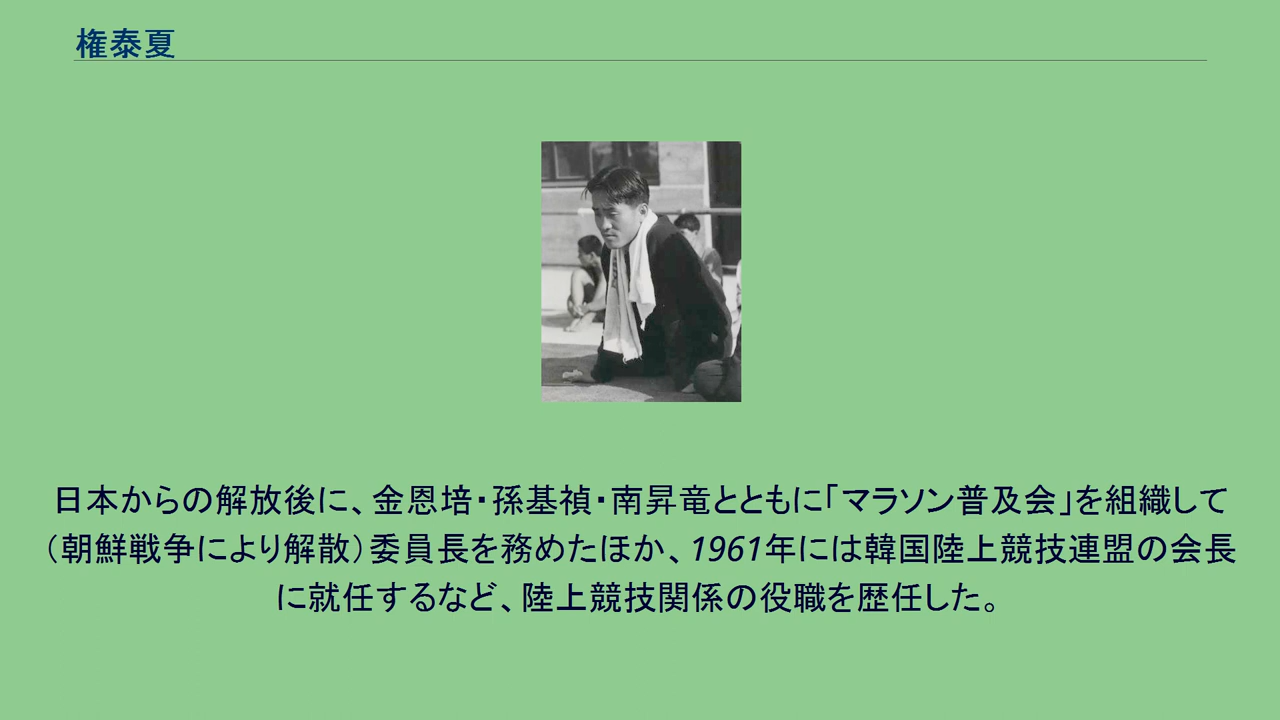 権泰夏
日本からの解放後に、金恩培・孫基禎・南昇竜とともに「マラソン普及会」を組織して
（朝鮮戦争により解散）委員長を務めたほか、1961年には韓国陸上競技連盟の会長
に就任するなど、陸上競技関係の役職を歴任した。